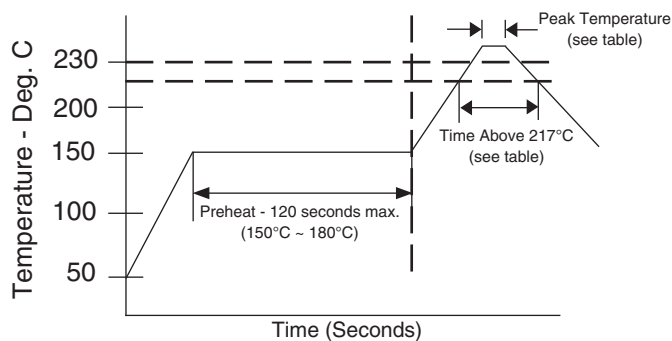 Peak Temperature
(see table)
230
200
150
100
50
Temperature - Deg. C
Time Above 217°C
(see table)
Preheat - 120 seconds max.
(150°C ~ 180°C)
Time (Seconds)